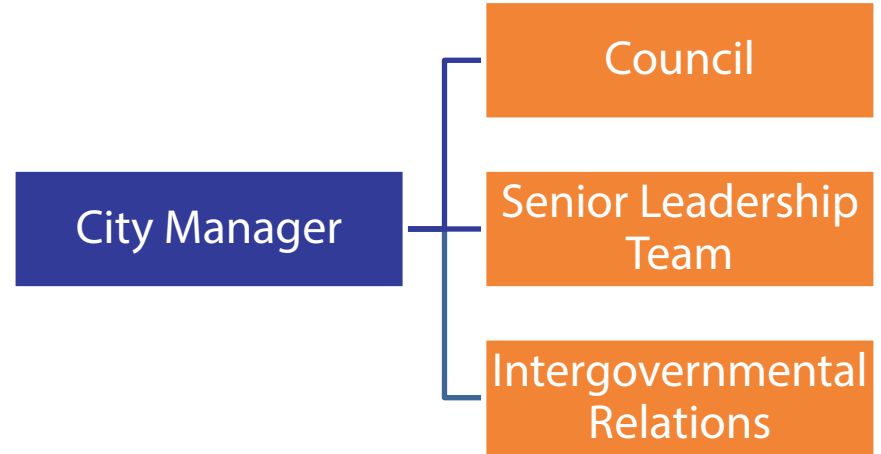 Council
City Manager
Senior Leadership
Team
Intergovernmental
Relations